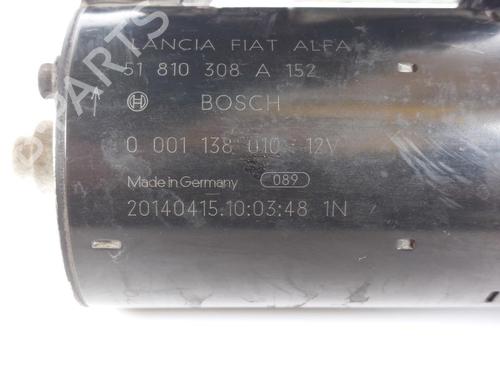 LANCIA FIAT ALFA
51 810 308 A 152
BOSCH
0 001 138 010 12V
Made in Germany 089
20140415.10:03:48 1N